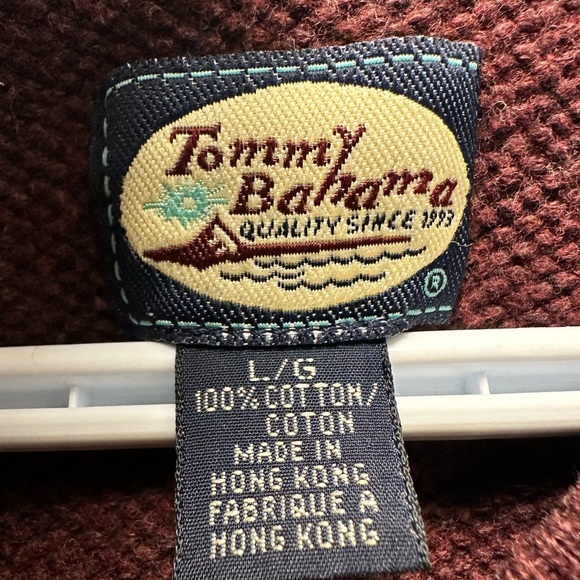 Tommy
Bahama
QUALITY SINCE 1993
®
L/G
100% COTTON/
COTON
MADE IN
HONG KONG
FABRIQUE A
HONG KONG